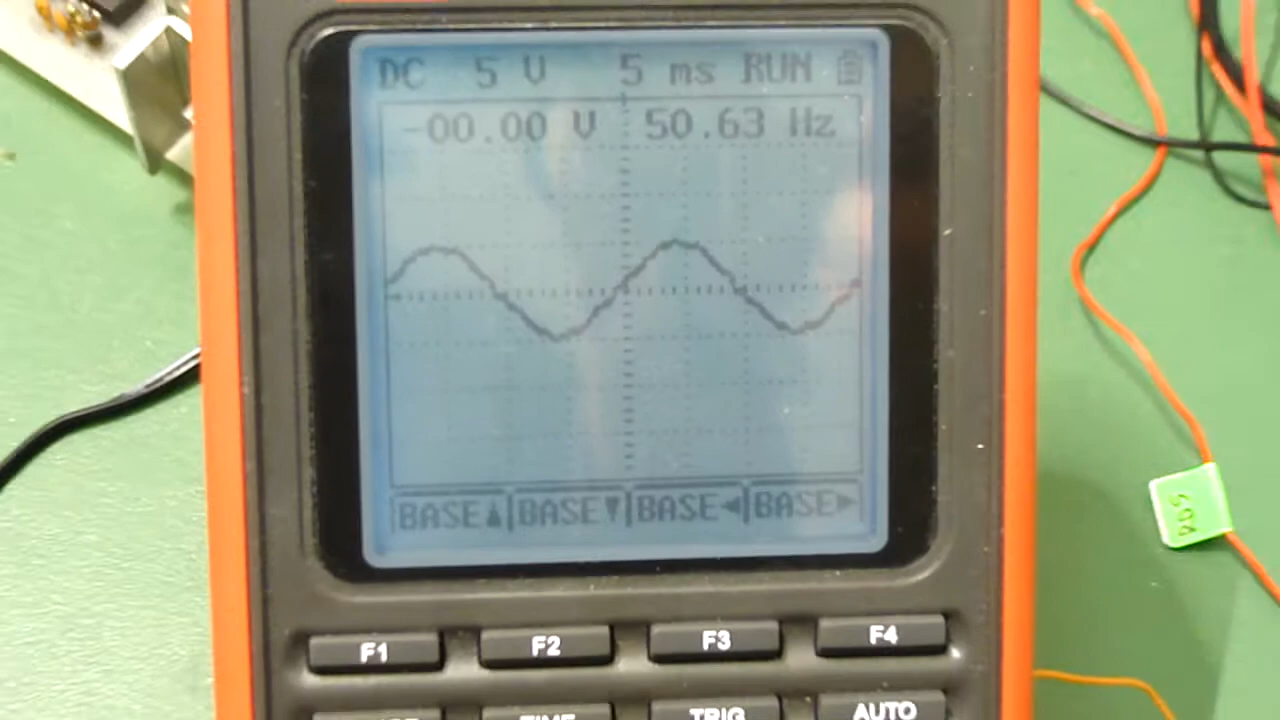 DC 5 V 5 ms RUN
-00.00 V 50.63 Hz
BASE▲ BASE▼ BASE◀ BASE▶
F1 F2 F3 F4
TIME TRIG AUTO
694